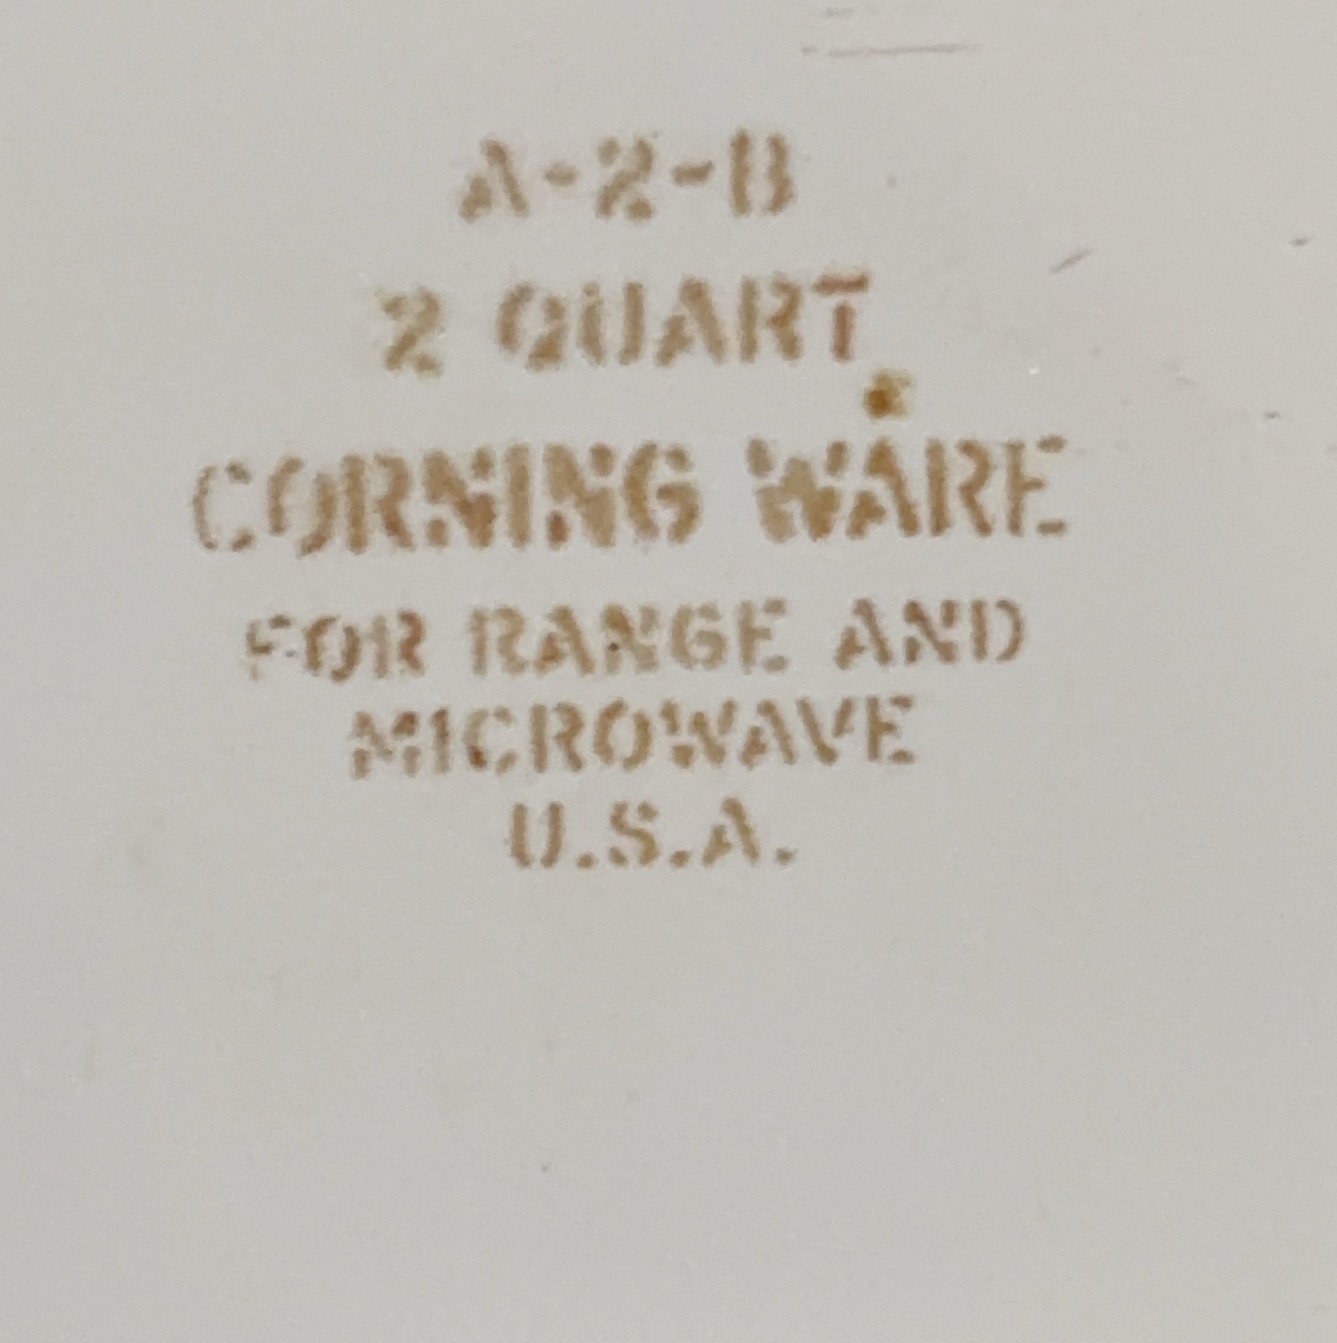 A-2-B
2 QUART
CORNING WARE
FOR RANGE AND
MICROWAVE
U.S.A.